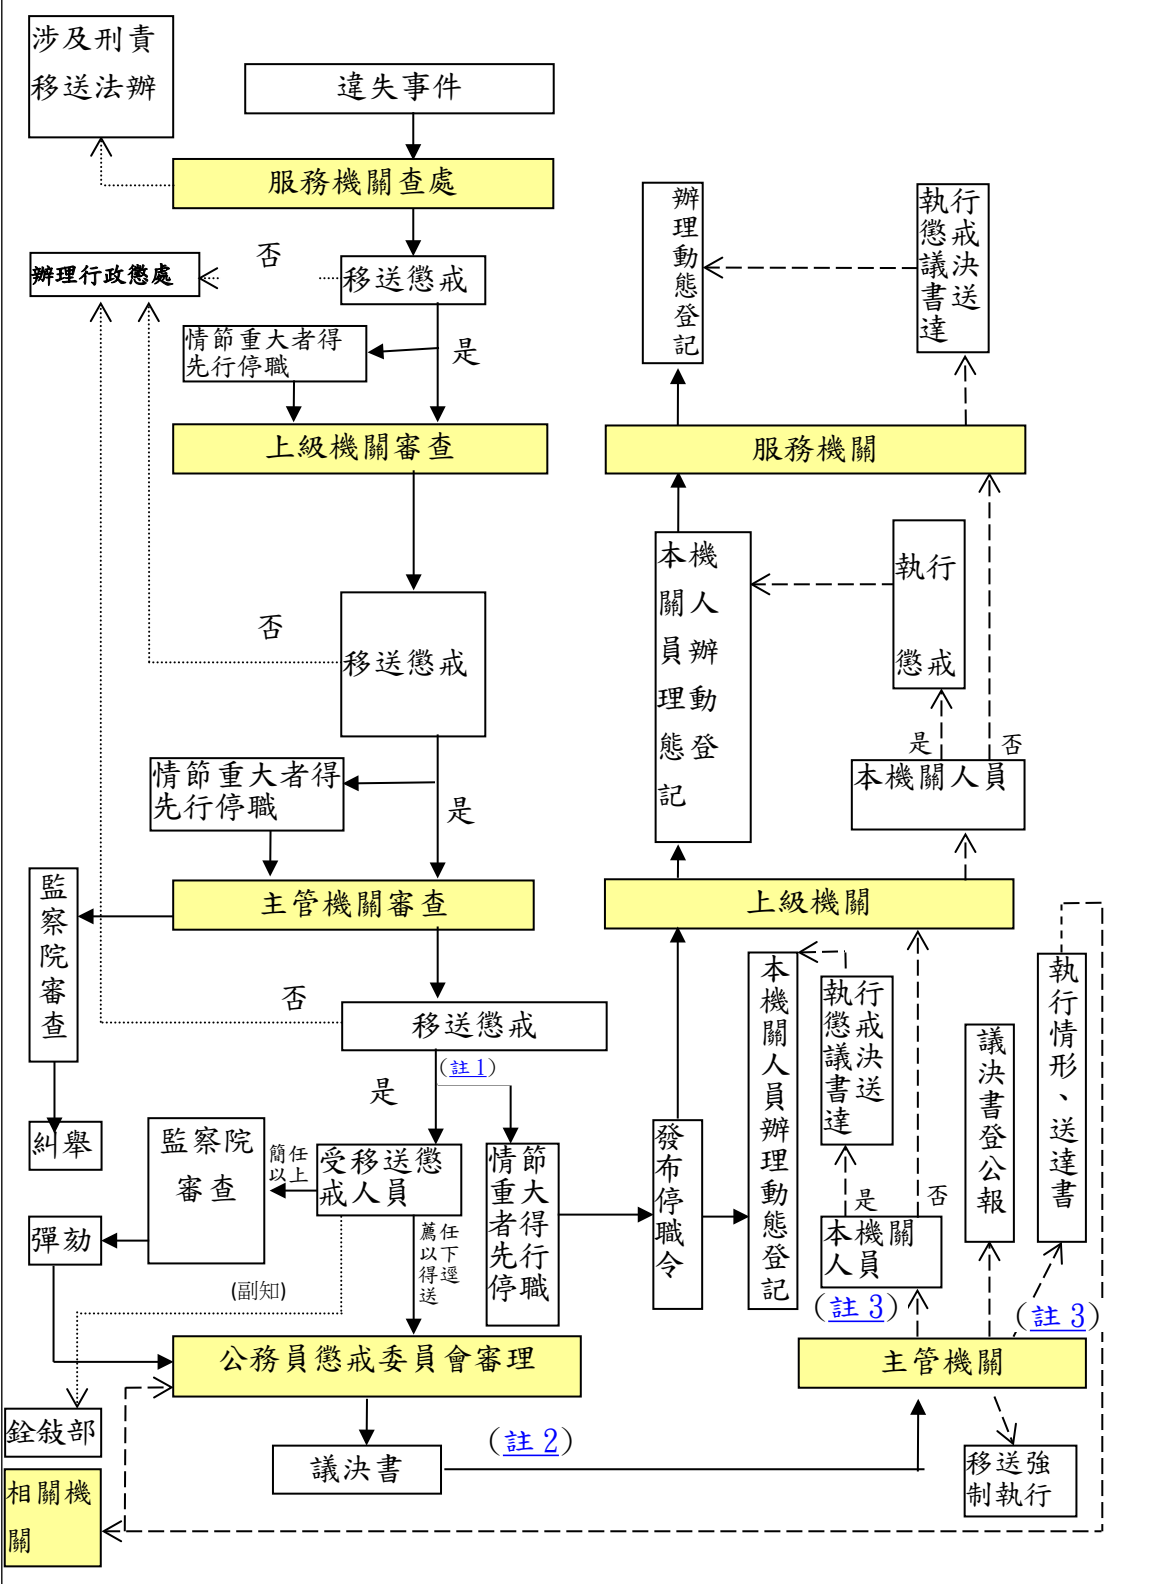 涉及刑責
移送法辦
違失事件
服務機關查處
否
辦理行政懲處
移送懲戒
情節重大者得
先行停職
是
上級機關審查
否
移送懲戒
情節重大者得
先行停職
是
主管機關審查
監察院審查
否
移送懲戒
(註1)
是
糾舉
監察院
審查
簡任
以上
受移送懲
戒人員
情節
重大
者得
先行
停職
彈劾
薦任
以下
得逕
送
(副知)
公務員懲戒委員會審理
銓敍部
議決書
(註2)
相關機
關
辦理動態登記
執行
懲戒
議決
書送
達
服務機關
本機
關人
員辦
理動
態登
記
執行
懲戒
是
否
本機關人員
上級機關
發布停職令
本機關人員辦理動態登記
執行
懲戒
議決
書送
達
議決書登公報
執行情形、送達書
是
否
本機關
人員
(註3)
(註3)
主管機關
移送強
制執行